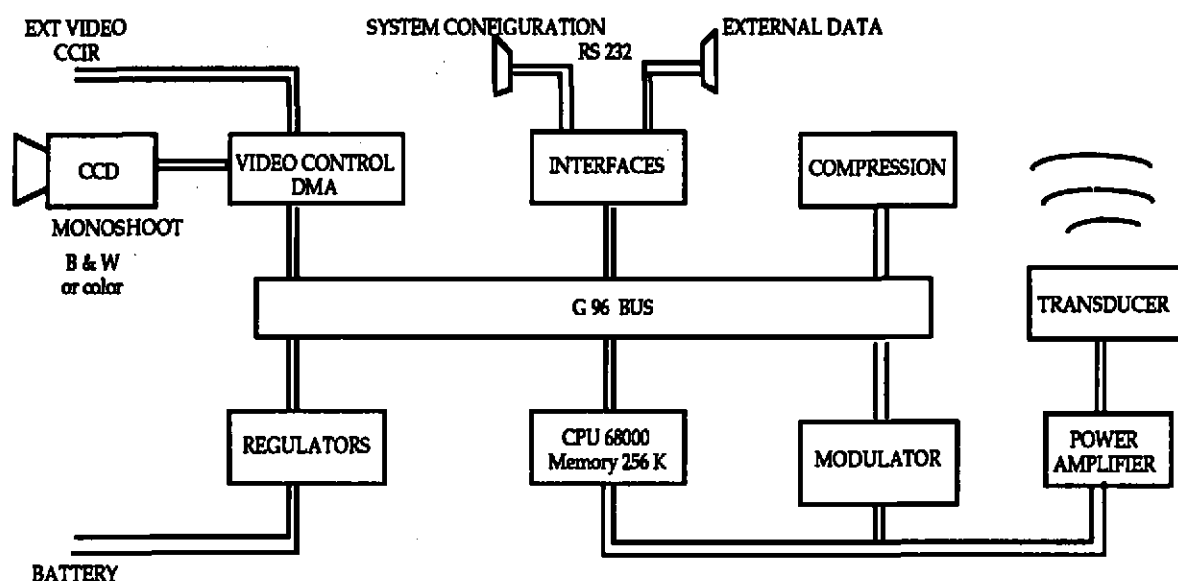 EXT VIDEO
CCIR
SYSTEM CONFIGURATION
RS 232
EXTERNAL DATA
CCD
VIDEO CONTROL
DMA
INTERFACES
COMPRESSION
MONOSHOOT
B & W
or color
G 96 BUS
TRANSDUCER
REGULATORS
CPU 68000
Memory 256 K
MODULATOR
POWER
AMPLIFIER
BATTERY